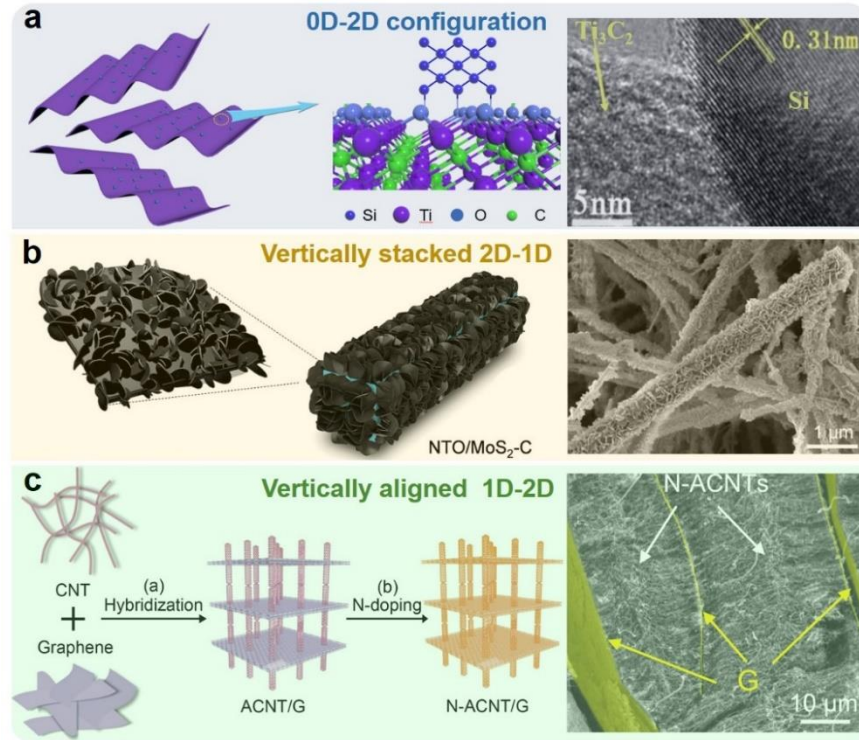 a
0D-2D configuration
Ti₃C₂
0.31nm
Si
5nm
Si Ti O C
b
Vertically stacked 2D-1D
NTO/MoS₂-C
1 μm
c
Vertically aligned 1D-2D
N-ACNTs
CNT
+
Graphene
(a)
Hybridization
(b)
N-doping
ACNT/G
N-ACNT/G
G
10 μm